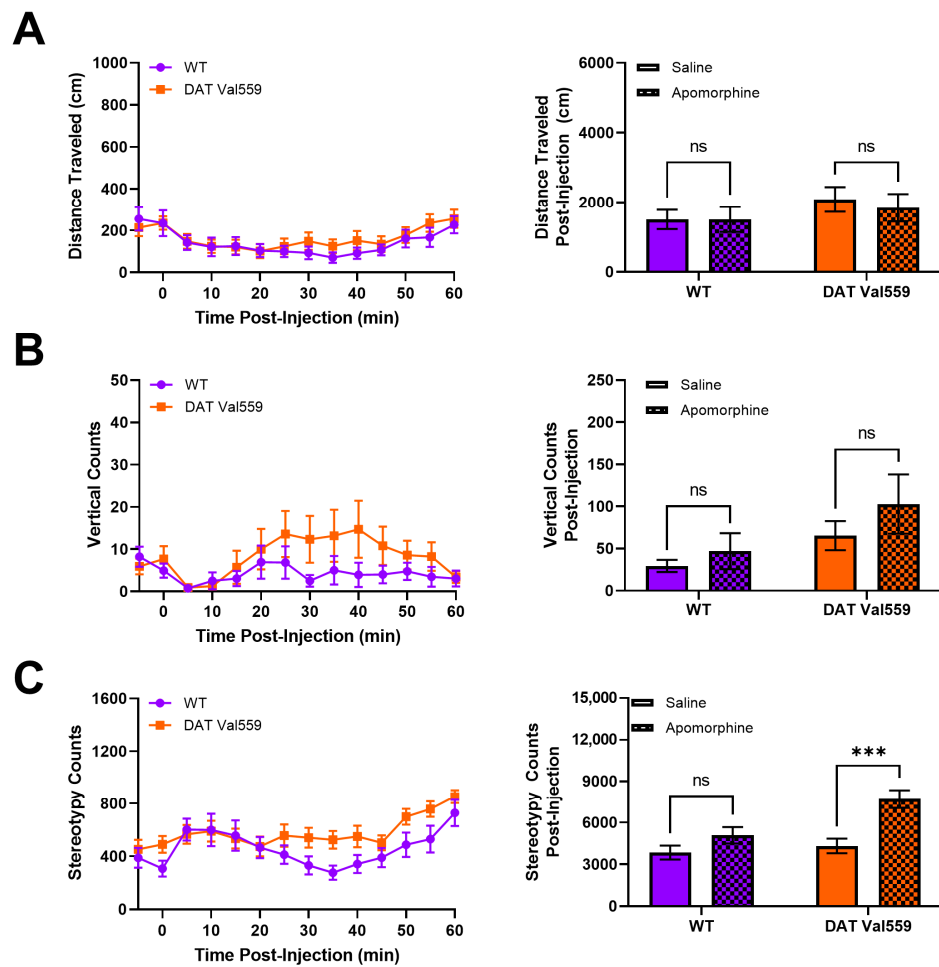 A
Distance Traveled (cm)
1000
800
600
400
200
0
WT
DAT Val559
0 10 20 30 40 50 60
Time Post-Injection (min)
Distance Traveled
Post-Injection (cm)
6000
4000
2000
0
Saline
Apomorphine
ns
ns
WT DAT Val559
B
Vertical Counts
50
40
30
20
10
0
WT
DAT Val559
0 10 20 30 40 50 60
Time Post-Injection (min)
Vertical Counts
Post-Injection
250
200
150
100
50
0
Saline
Apomorphine
ns
ns
WT DAT Val559
C
Stereotypy Counts
1600
1200
800
400
0
WT
DAT Val559
0 10 20 30 40 50 60
Time Post-Injection (min)
Stereotypy Counts
Post-Injection
15,000
12,000
9000
6000
3000
0
Saline
Apomorphine
ns
***
WT DAT Val559